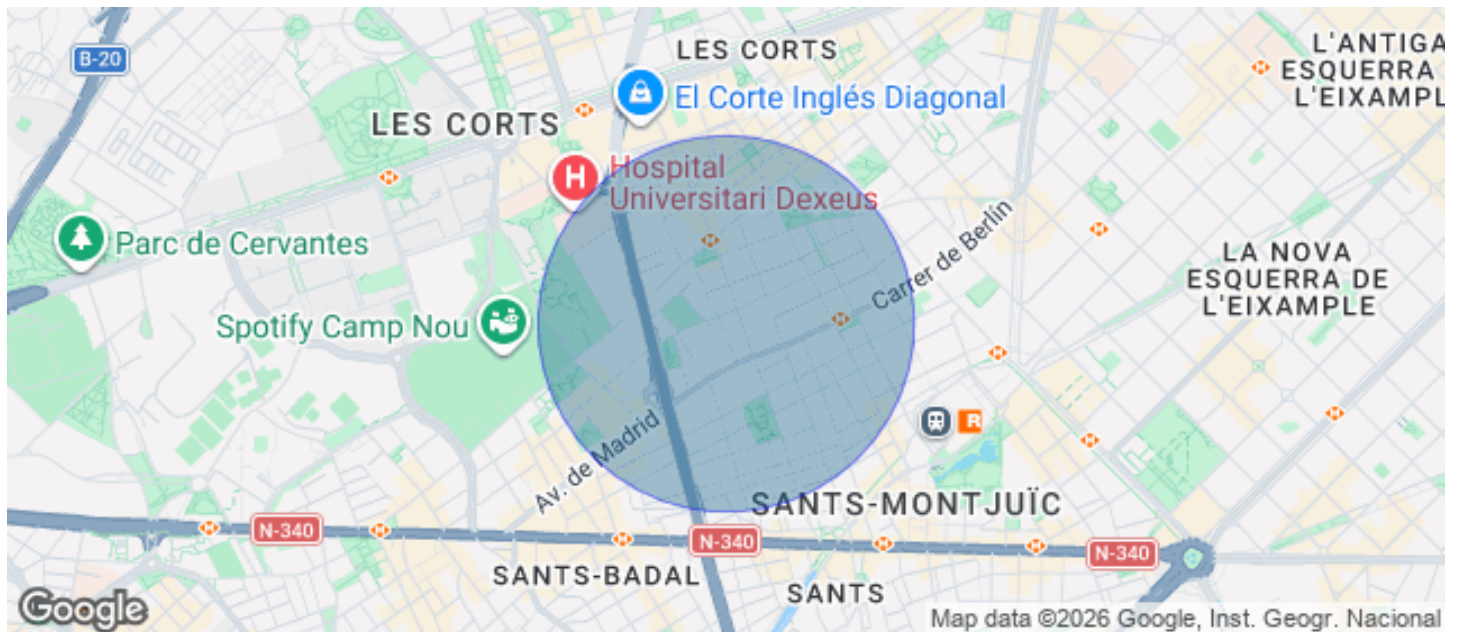 B-20
LES CORTS
L'ANTIGA
ESQUERRA
L'EIXAMPL
El Corte Inglés Diagonal
LES CORTS
H
Hospital
Universitari Dexeus
Parc de Cervantes
Carrer de Berlín
LA NOVA
ESQUERRA DE
L'EIXAMPLE
Spotify Camp Nou
R
Av. de Madrid
SANTS-MONTJUÏC
N-340
N-340
N-340
SANTS-BADAL
SANTS
Google
Map data ©2026 Google, Inst. Geogr. Nacional